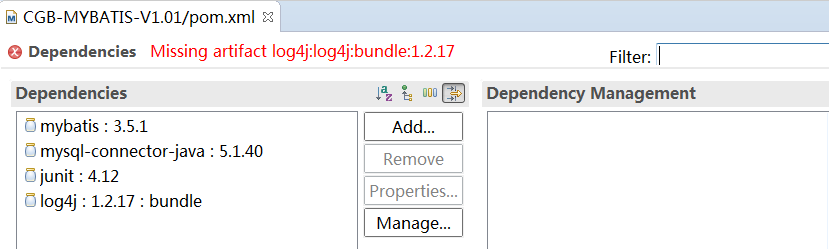 CGB-MYBATIS-V1.01/pom.xml
Dependencies Missing artifact log4j:log4j:bundle:1.2.17
Filter:
Dependencies
Dependency Management
mybatis : 3.5.1
mysql-connector-java : 5.1.40
junit : 4.12
log4j : 1.2.17 : bundle
Add...
Remove
Properties...
Manage...